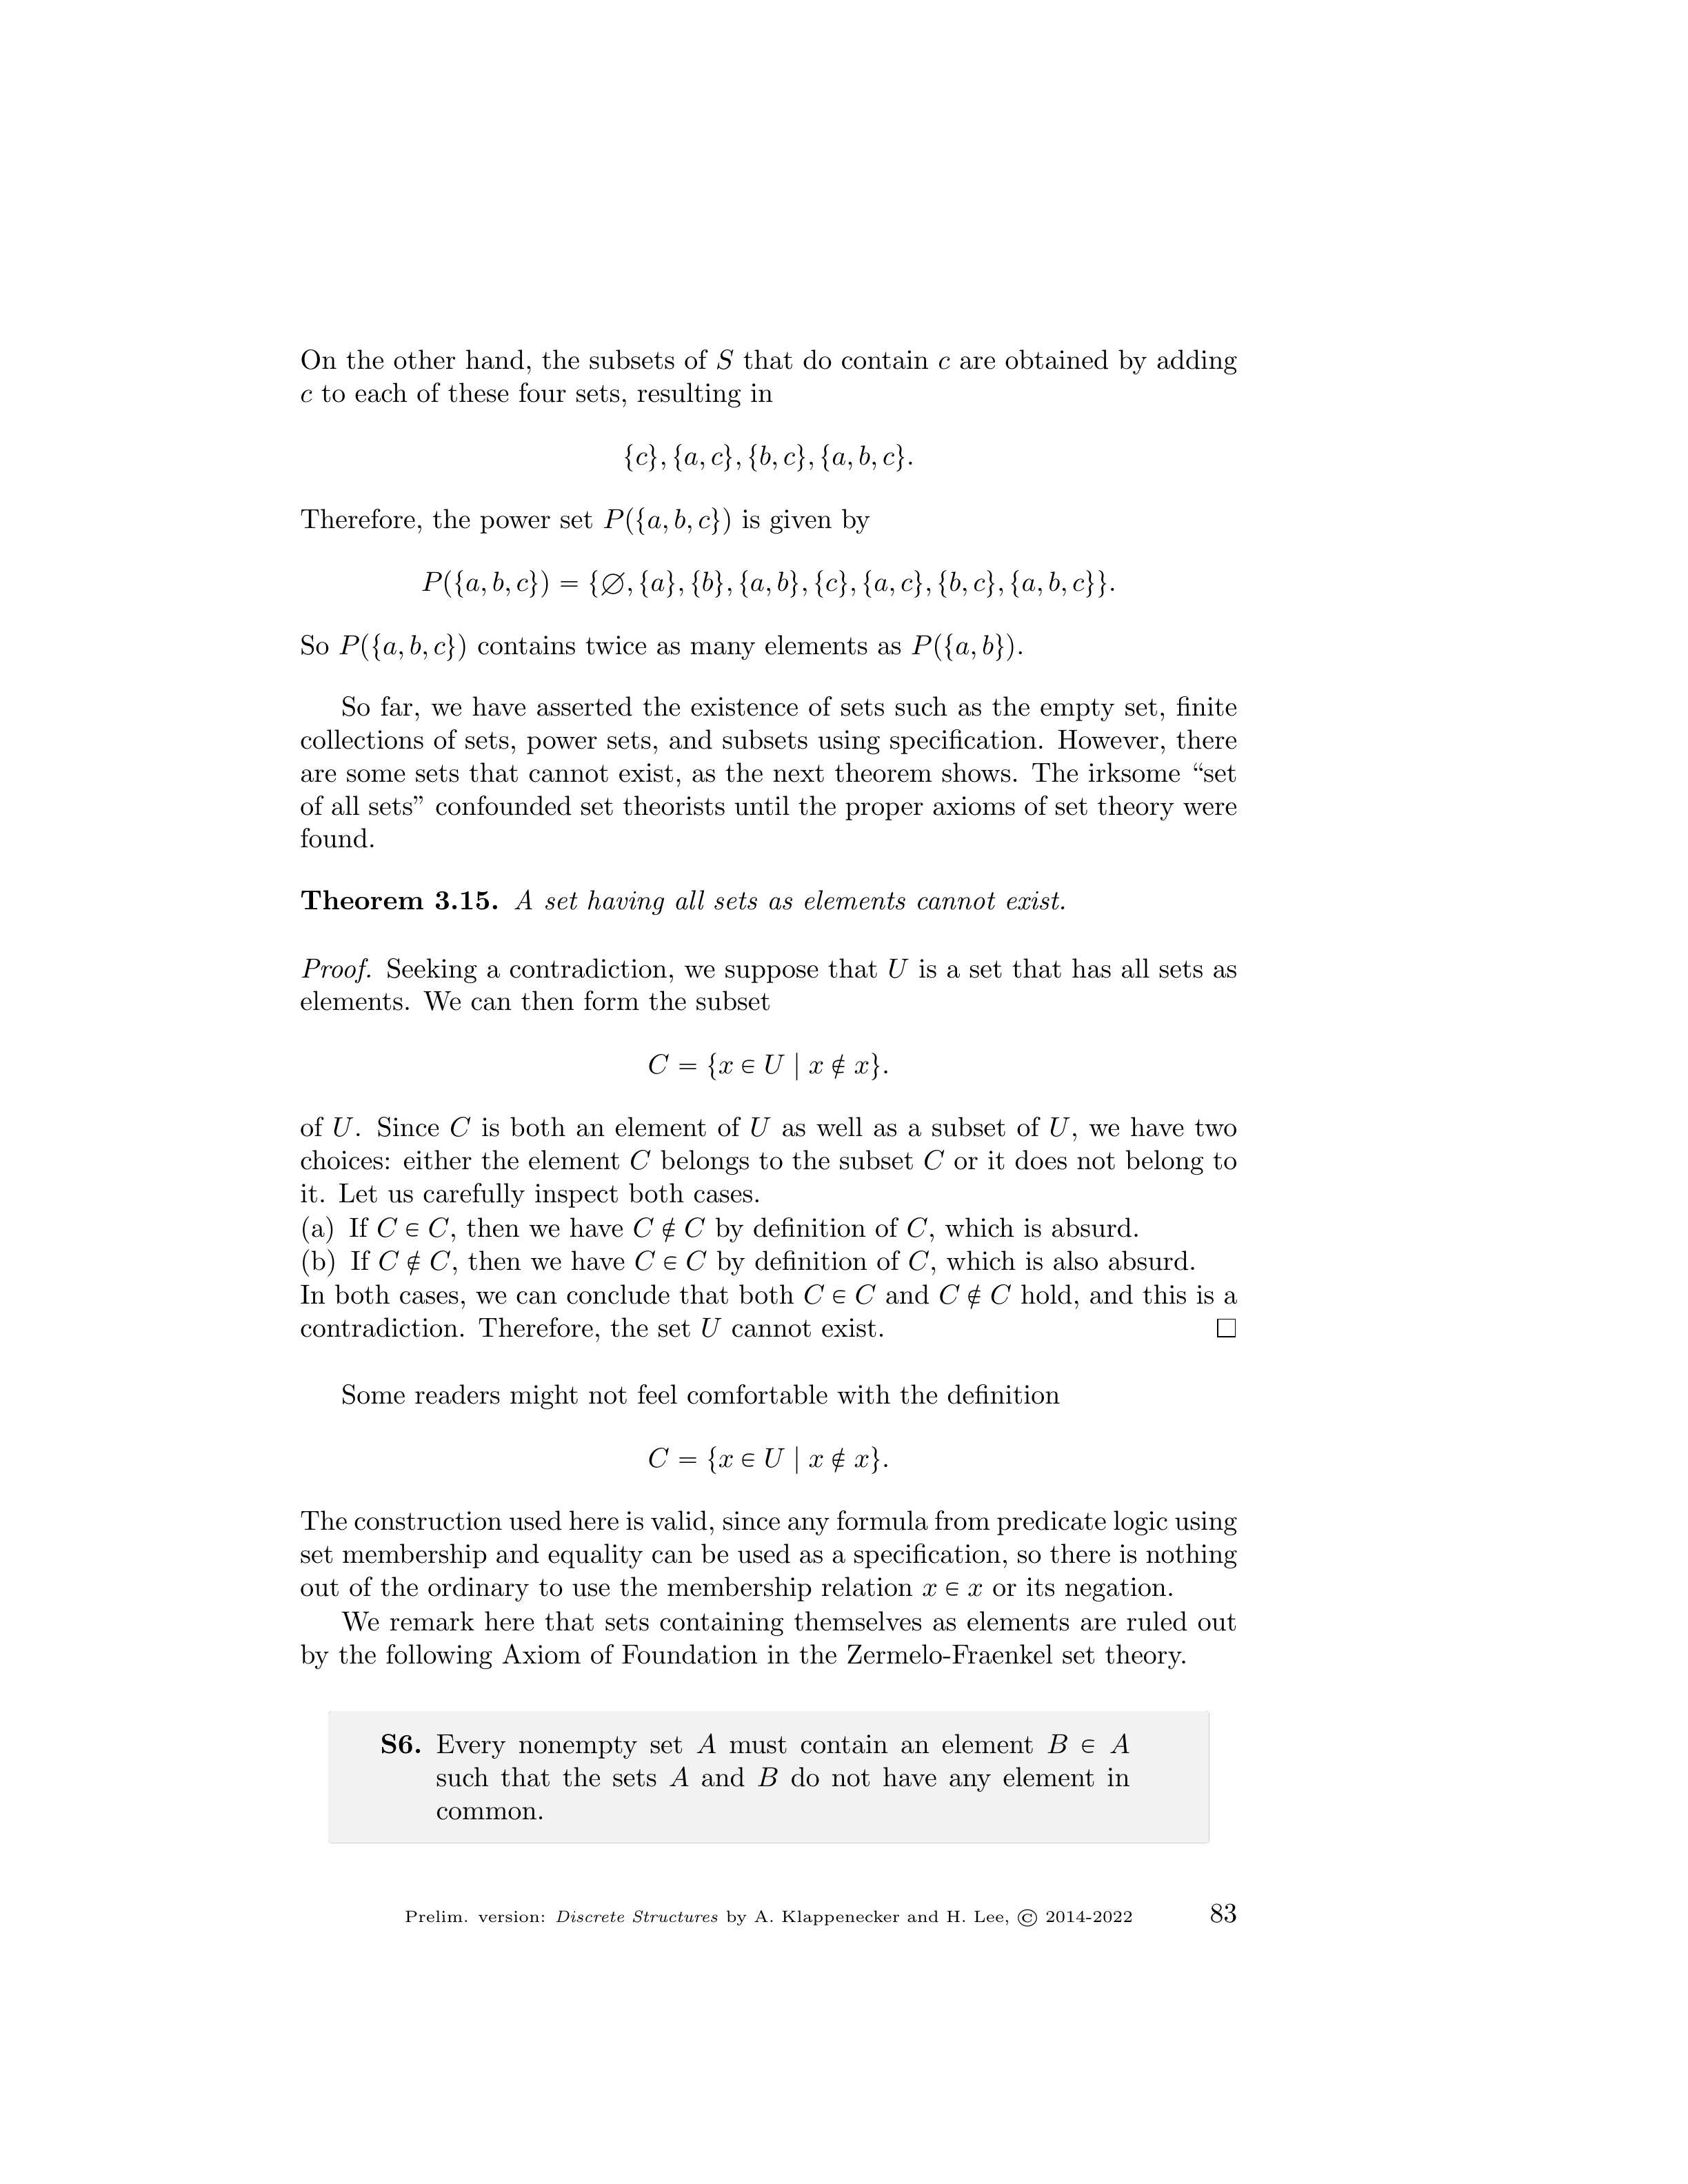 On the other hand, the subsets of S that do contain c are obtained by adding
c to each of these four sets, resulting in
{c}, {a, c}, {b, c}, {a, b, c}.
Therefore, the power set P({a, b, c}) is given by
P({a, b, c}) = {∅, {a}, {b}, {a, b}, {c}, {a, c}, {b, c}, {a, b, c}}.
So P({a, b, c}) contains twice as many elements as P({a, b}).
So far, we have asserted the existence of sets such as the empty set, finite
collections of sets, power sets, and subsets using specification. However, there
are some sets that cannot exist, as the next theorem shows. The irksome “set
of all sets” confounded set theorists until the proper axioms of set theory were
found.
Theorem 3.15. A set having all sets as elements cannot exist.
Proof. Seeking a contradiction, we suppose that U is a set that has all sets as
elements. We can then form the subset
C = {x ∈ U | x ∉ x}.
of U. Since C is both an element of U as well as a subset of U, we have two
choices: either the element C belongs to the subset C or it does not belong to
it. Let us carefully inspect both cases.
(a) If C ∈ C, then we have C ∉ C by definition of C, which is absurd.
(b) If C ∉ C, then we have C ∈ C by definition of C, which is also absurd.
In both cases, we can conclude that both C ∈ C and C ∉ C hold, and this is a
contradiction. Therefore, the set U cannot exist. □
Some readers might not feel comfortable with the definition
C = {x ∈ U | x ∉ x}.
The construction used here is valid, since any formula from predicate logic using
set membership and equality can be used as a specification, so there is nothing
out of the ordinary to use the membership relation x ∈ x or its negation.
We remark here that sets containing themselves as elements are ruled out
by the following Axiom of Foundation in the Zermelo-Fraenkel set theory.
S6. Every nonempty set A must contain an element B ∈ A
such that the sets A and B do not have any element in
common.
Prelim. version: Discrete Structures by A. Klappenecker and H. Lee, © 2014-2022 83